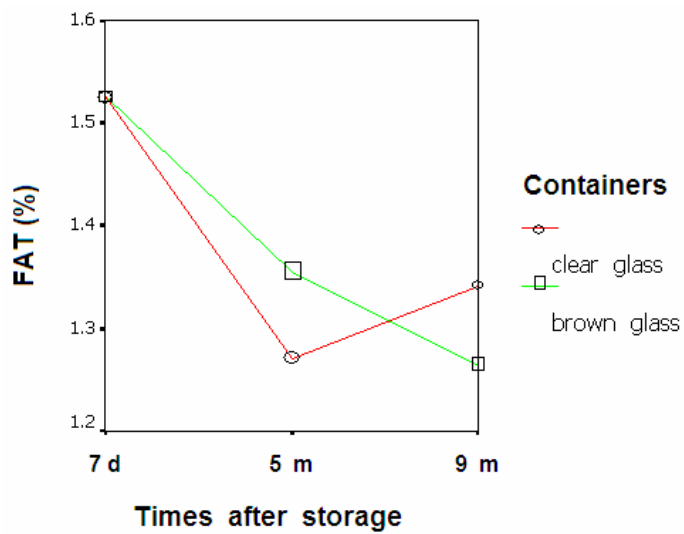 1.6
1.5
1.4
1.3
1.2
FAT (%)
7 d 5 m 9 m
Times after storage
Containers
clear glass
brown glass